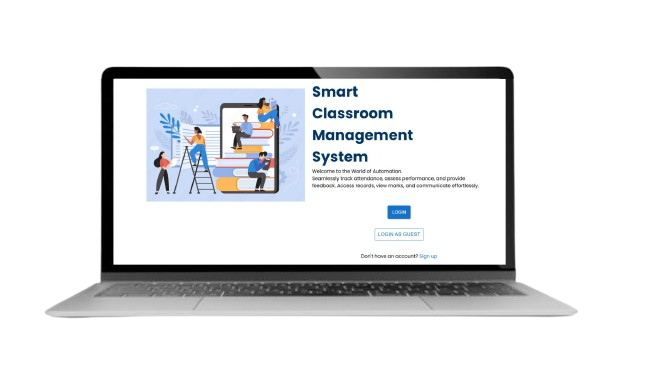 Smart
Classroom
Management
System
Welcome to the World of Automation.
Seamlessly track attendance, assess performance, and provide
feedback. Access records, view marks, and communicate effortlessly.
LOGIN
LOGIN AS GUEST
Don't have an account? Sign up